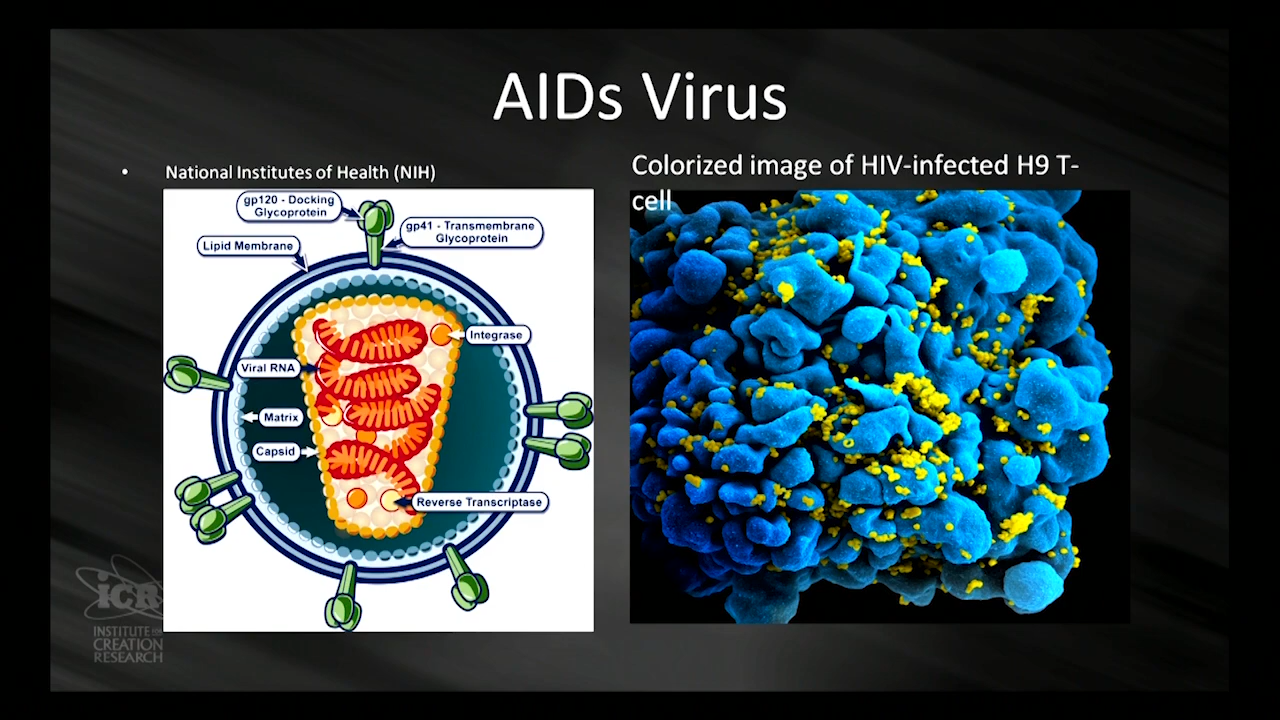 AIDs Virus
• National Institutes of Health (NIH)
Colorized image of HIV-infected H9 T-
cell
gp120 - Docking
Glycoprotein
gp41 - Transmembrane
Glycoprotein
Lipid Membrane
Integrase
Viral RNA
Matrix
Capsid
Reverse Transcriptase
iCR
INSTITUTE FOR
CREATION
RESEARCH